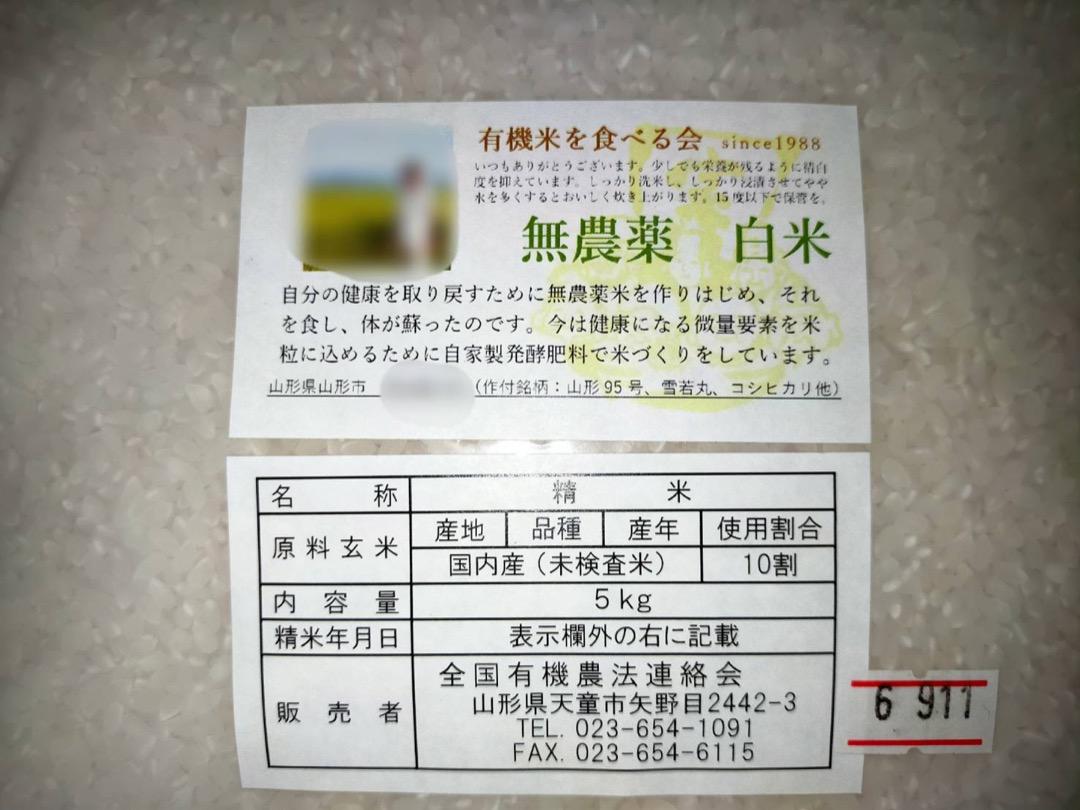 有機米を食べる会 since1988
いつもありがとうございます。少しでも栄養が残るように精白
度を抑えています。しっかり洗米し、しっかり浸漬させてやや
水を多くするとおいしく炊き上がります。15度以下で保管を。
無農薬 白米
自分の健康を取り戻すために無農薬米を作りはじめ、それ
を食し、体が蘇ったのです。今は健康になる微量要素を米
粒に込めるために自家製発酵肥料で米づくりをしています。
山形県山形市 (作付銘柄：山形95号、雪若丸、コシヒカリ他)
名称 精米
原料玄米 産地 品種 産年 使用割合
国内産（未検査米） 10割
内容量 5kg
精米年月日 表示欄外の右に記載
販売者 全国有機農法連絡会
山形県天童市矢野目2442-3
TEL. 023-654-1091
FAX. 023-654-6115
6 911